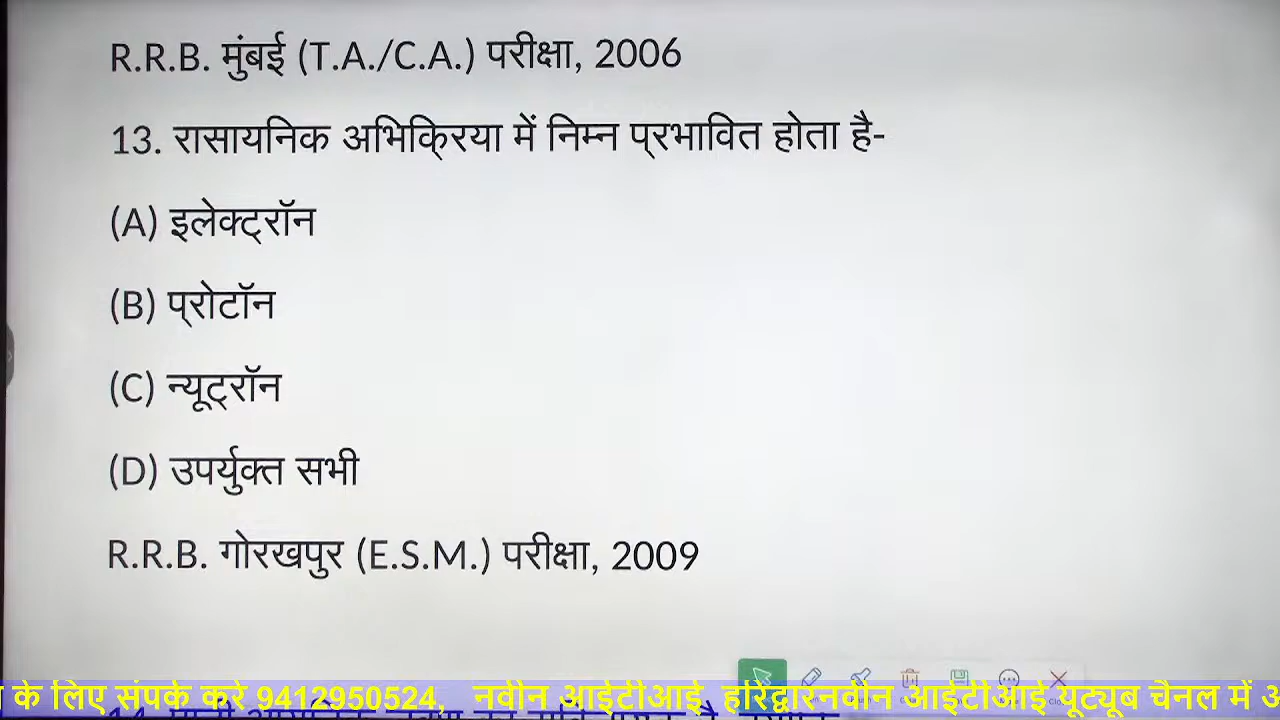 R.R.B. मुंबई (T.A./C.A.) परीक्षा, 2006
13. रासायनिक अभिक्रिया में निम्न प्रभावित होता है-
(A) इलेक्ट्रॉन
(B) प्रोटॉन
(C) न्यूट्रॉन
(D) उपर्युक्त सभी
R.R.B. गोरखपुर (E.S.M.) परीक्षा, 2009
के लिए संपर्क करे 9412950524, नवीन आईटीआई, हरिद्वारनवीन आईटीआई यूट्यूब चैनल में